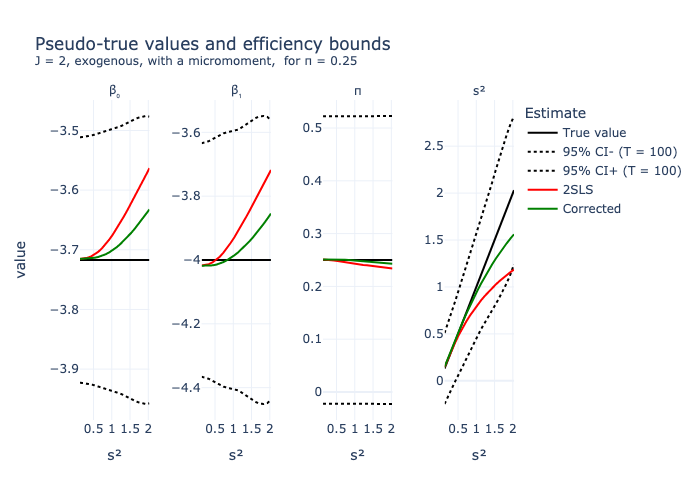 Pseudo-true values and efficiency bounds
J = 2, exogenous, with a micromoment,  for π = 0.25
β₀
β₁
π
s²
value
−3.5
−3.6
−3.7
−3.8
−3.9
0.5 1 1.5 2
s²
−3.6
−3.8
−4
−4.2
−4.4
0.5 1 1.5 2
s²
0.5
0.4
0.3
0.2
0.1
0
0.5 1 1.5 2
s²
2.5
2
1.5
1
0.5
0
0.5 1 1.5 2
s²
Estimate
True value
95% CI- (T = 100)
95% CI+ (T = 100)
2SLS
Corrected